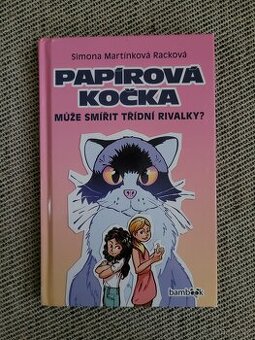 Simona Martínková Racková
PAPÍROVÁ
KOČKA
MŮŽE SMÍŘIT TŘÍDNÍ RIVALKY?
bambook